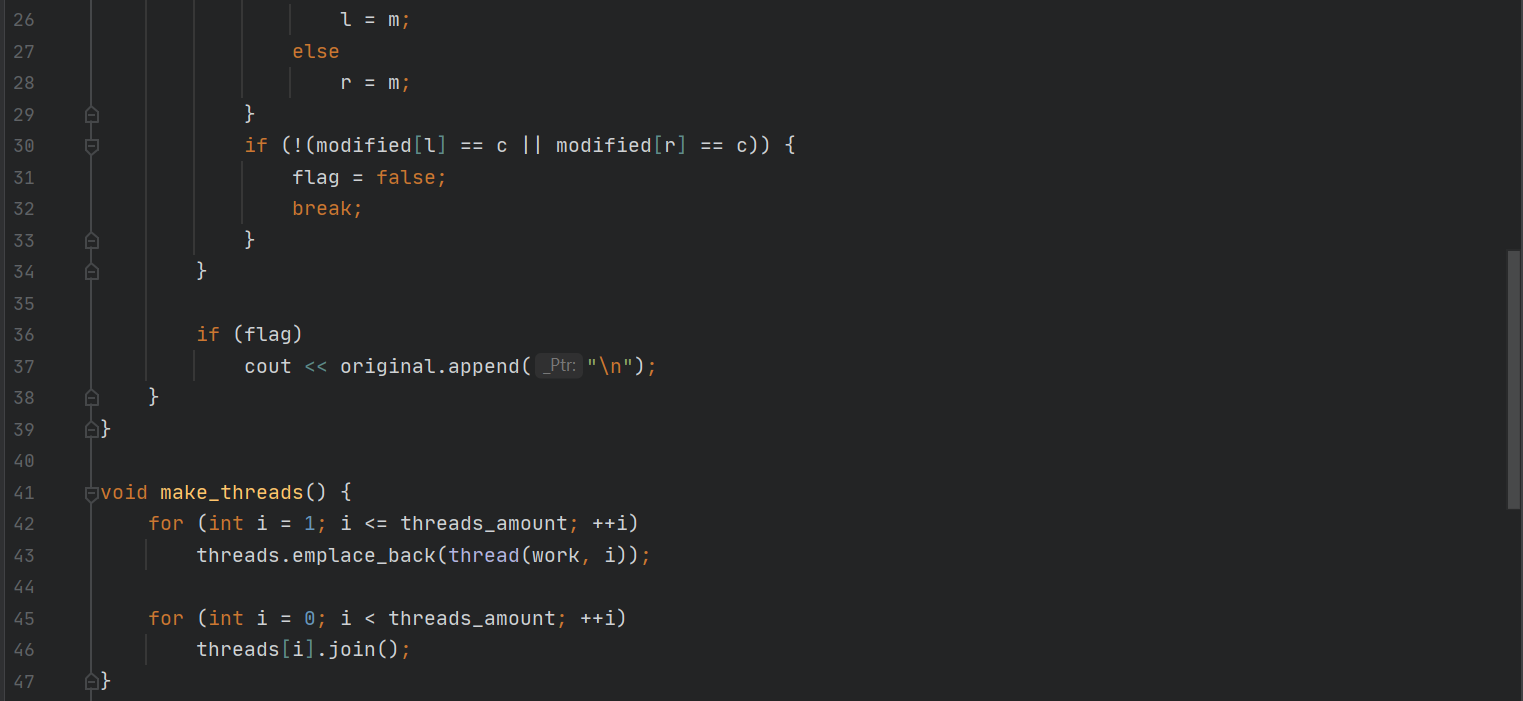 26                         l = m;
27                     else
28                         r = m;
29                 }
30                 if (!(modified[l] == c || modified[r] == c)) {
31                     flag = false;
32                     break;
33                 }
34             }
35
36             if (flag)
37                 cout << original.append( _Ptr: "\n");
38         }
39     }
40
41     void make_threads() {
42         for (int i = 1; i <= threads_amount; ++i)
43             threads.emplace_back(thread(work, i));
44
45         for (int i = 0; i < threads_amount; ++i)
46             threads[i].join();
47     }